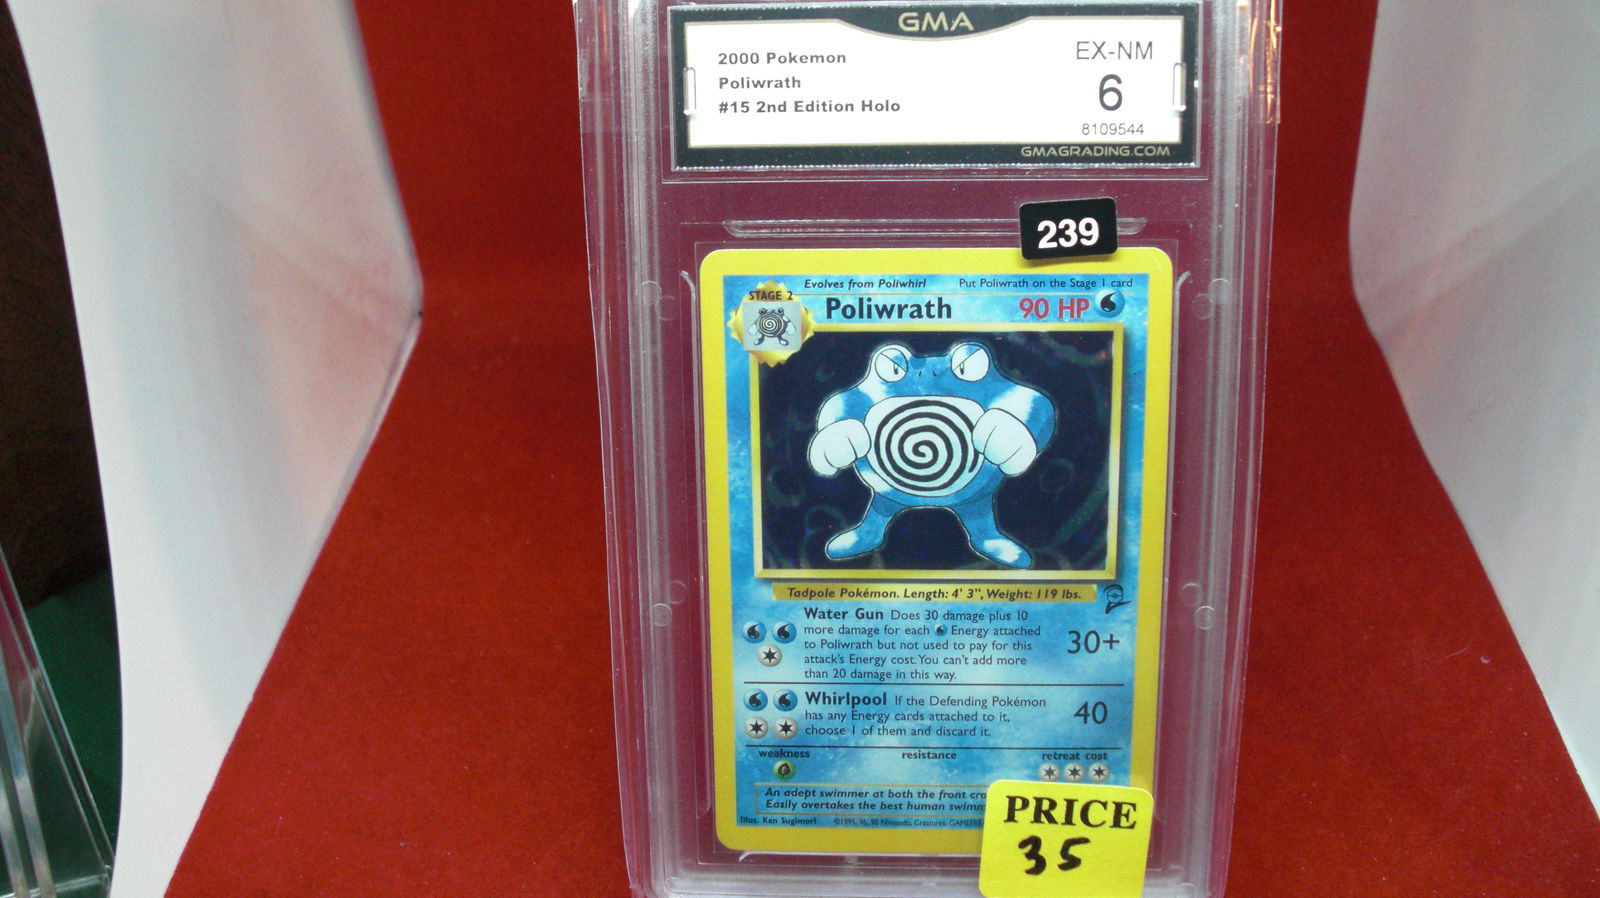 GMA
2000 Pokemon
Poliwrath
#15 2nd Edition Holo
EX-NM
6
8109544
GMAGRADING.COM
239
STAGE 2
Evolves from Poliwhirl
Put Poliwrath on the Stage 1 card
Poliwrath
90 HP
Tadpole Pokémon. Length: 4' 3", Weight: 119 lbs.
2
Water Gun Does 30 damage plus 10
more damage for each Energy attached
to Poliwrath but not used to pay for this
attack's Energy cost. You can't add more
than 20 damage in this way.
30+
Whirlpool If the Defending Pokémon
has any Energy cards attached to it,
choose 1 of them and discard it.
40
weakness
resistance
retreat cost
An adept swimmer at both the front
Easily overtakes the best human
Illus. Ken Sugimori
©1995, 96, 98 Nintendo, Creatures,
PRICE
35